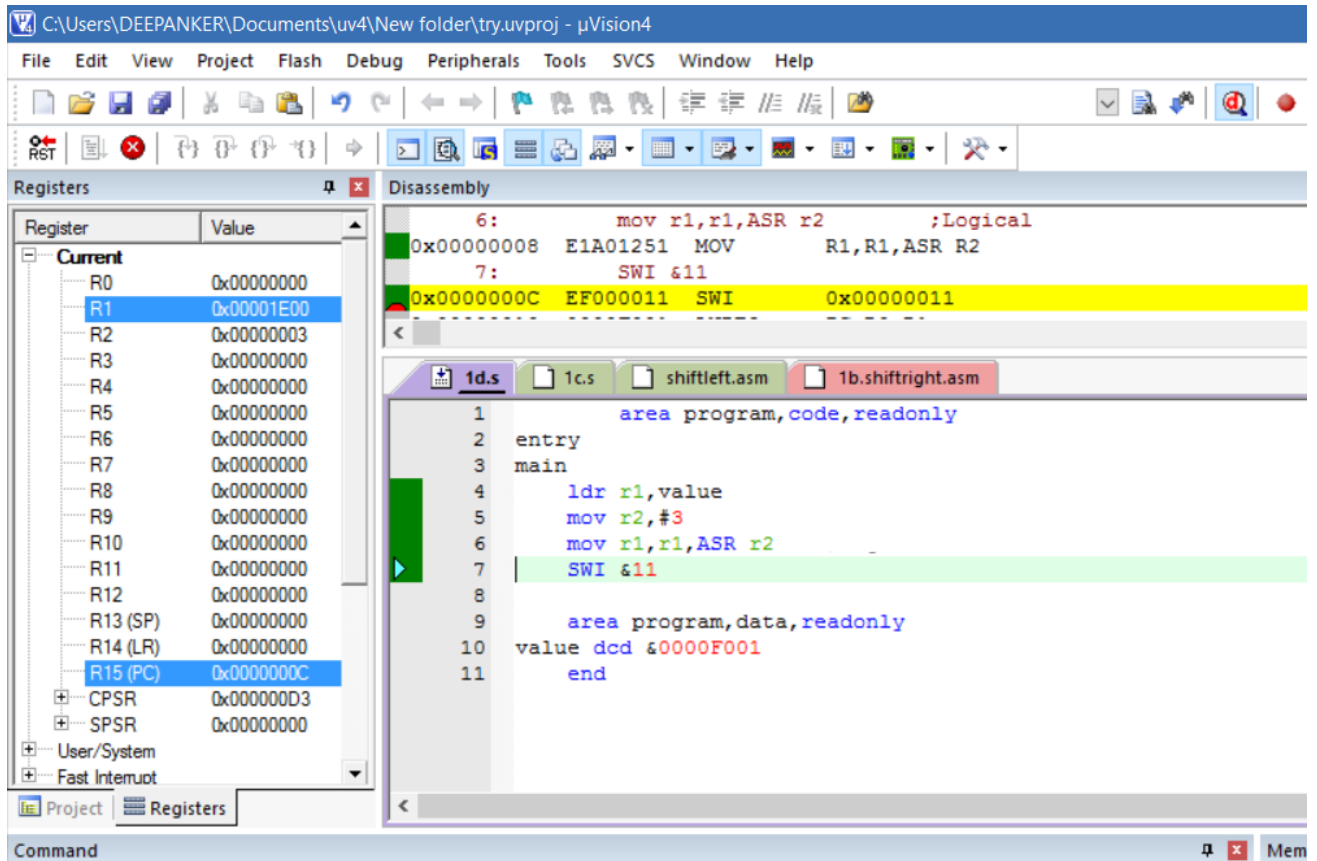 C:\Users\DEEPANKER\Documents\uv4\New folder\try.uvproj - µVision4
File Edit View Project Flash Debug Peripherals Tools SVCS Window Help
RST
Registers
Register Value
Current
R0 0x00000000
R1 0x00001E00
R2 0x00000003
R3 0x00000000
R4 0x00000000
R5 0x00000000
R6 0x00000000
R7 0x00000000
R8 0x00000000
R9 0x00000000
R10 0x00000000
R11 0x00000000
R12 0x00000000
R13 (SP) 0x00000000
R14 (LR) 0x00000000
R15 (PC) 0x0000000C
CPSR 0x000000D3
SPSR 0x00000000
User/System
Fast Interrupt
Project Registers
Disassembly
6: mov r1,r1,ASR r2 ;Logical
0x00000008 E1A01251 MOV R1,R1,ASR R2
7: SWI &11
0x0000000C EF000011 SWI 0x00000011
1d.s 1c.s shiftleft.asm 1b.shiftright.asm
1 area program,code,readonly
2 entry
3 main
4 ldr r1,value
5 mov r2,#3
6 mov r1,r1,ASR r2
7 SWI &11
8
9 area program,data,readonly
10 value dcd &0000F001
11 end
Command
Mem